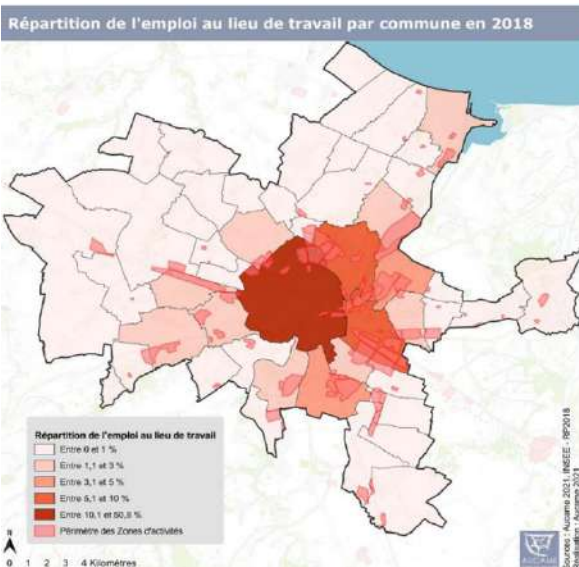 Répartition de l'emploi au lieu de travail par commune en 2018
Répartition de l'emploi au lieu de travail
Entre 0 et 1 %
Entre 1,1 et 3 %
Entre 3,1 et 5 %
Entre 5,1 et 10 %
Entre 10,1 et 50,8 %
Périmètre des Zones d'activités
N
0 1 2 3 4 Kilomètres
AUCAME
Sources : Aucame 2021, INSEE - RP2018
Réalisation : Aucame 2021